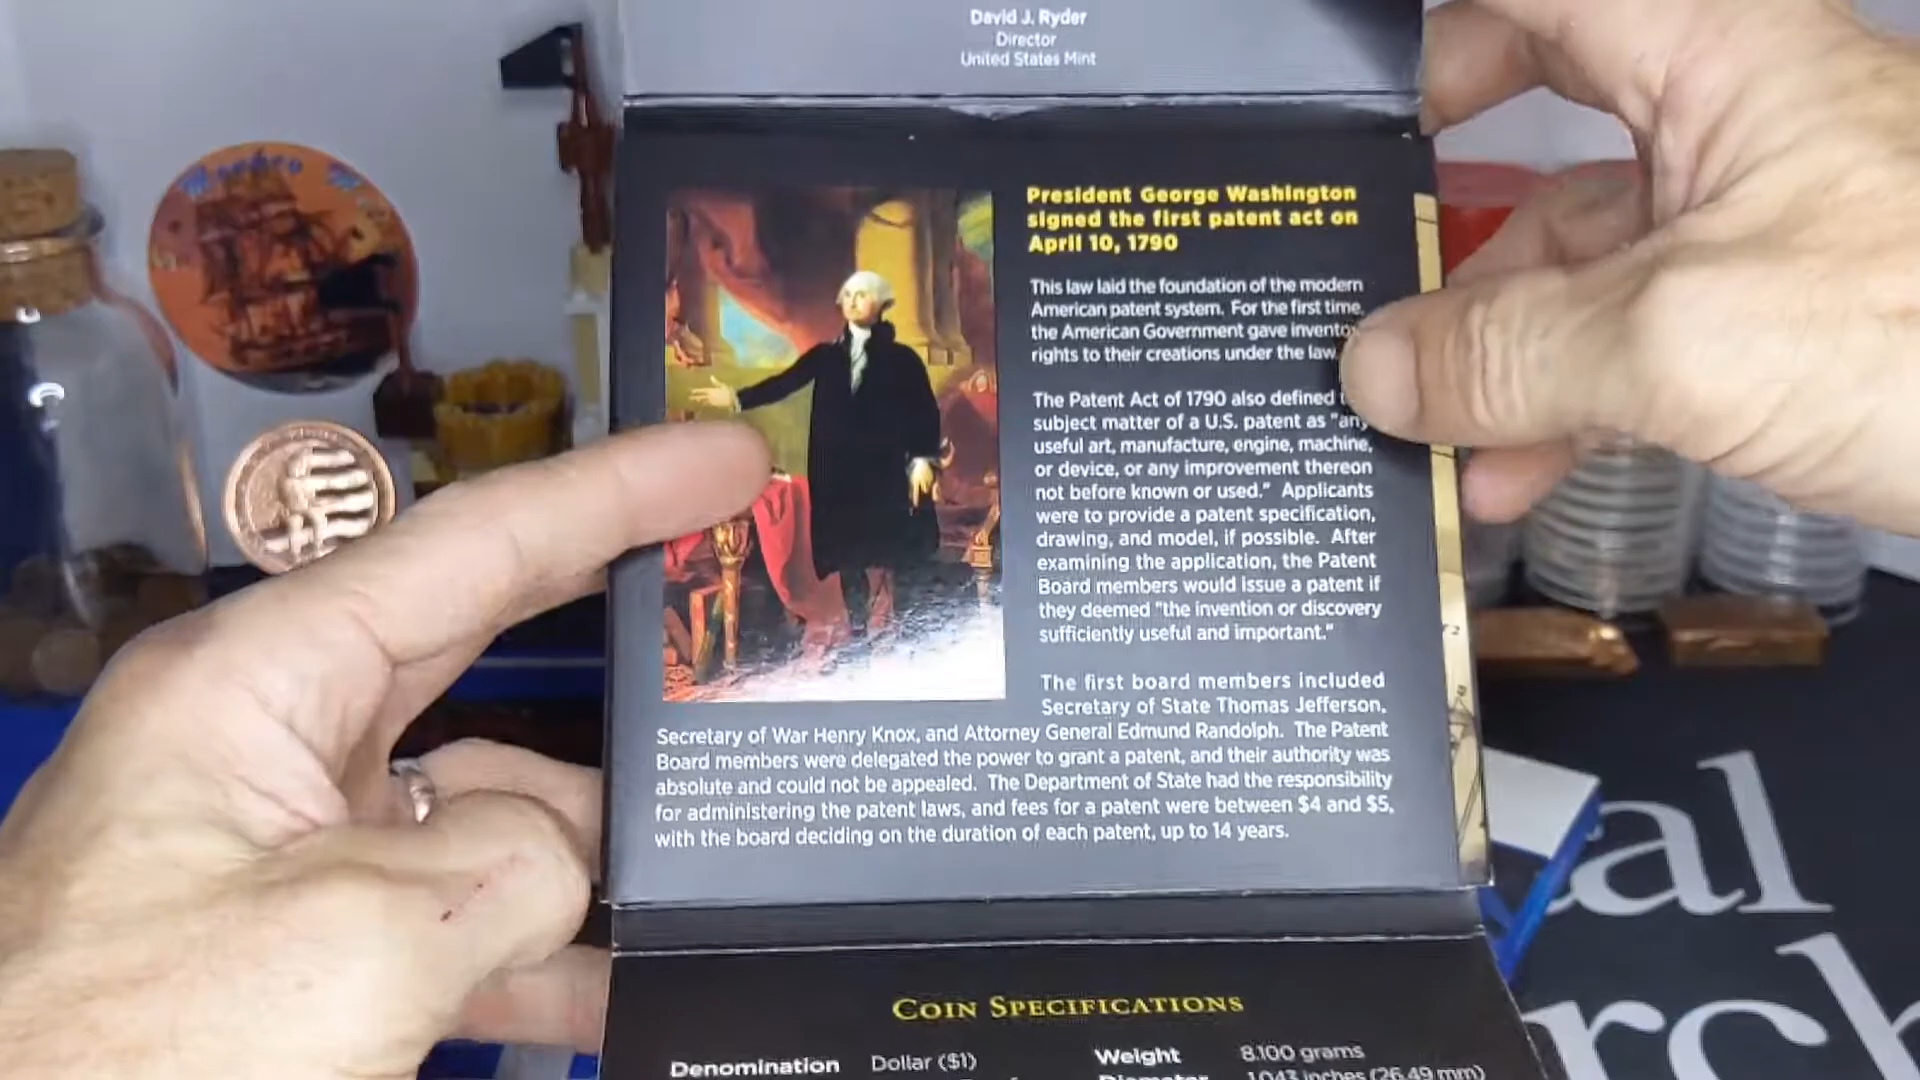 David J. Ryder
Director
United States Mint
President George Washington
signed the first patent act on
April 10, 1790
This law laid the foundation of the modern
American patent system. For the first time,
the American Government gave
rights to their creations under the law
The Patent Act of 1790 also defined
subject matter of a U.S. patent as "any
useful art, manufacture, engine, machine,
or device, or any improvement thereon
not before known or used." Applicants
were to provide a patent specification,
drawing, and model, if possible. After
examining the application, the Patent
Board members would issue a patent if
they deemed "the invention or discovery
sufficiently useful and important."
The first board members included
Secretary of State Thomas Jefferson,
Secretary of War Henry Knox, and Attorney General Edmund Randolph. The Patent
Board members were delegated the power to grant a patent, and their authority was
absolute and could not be appealed. The Department of State had the responsibility
for administering the patent laws, and fees for a patent were between $4 and $5,
with the board deciding on the duration of each patent, up to 14 years.
COIN SPECIFICATIONS
Denomination Dollar ($1) Weight 8.100 grams
Diameter 1.043 inches (26.49 mm)
al
rch